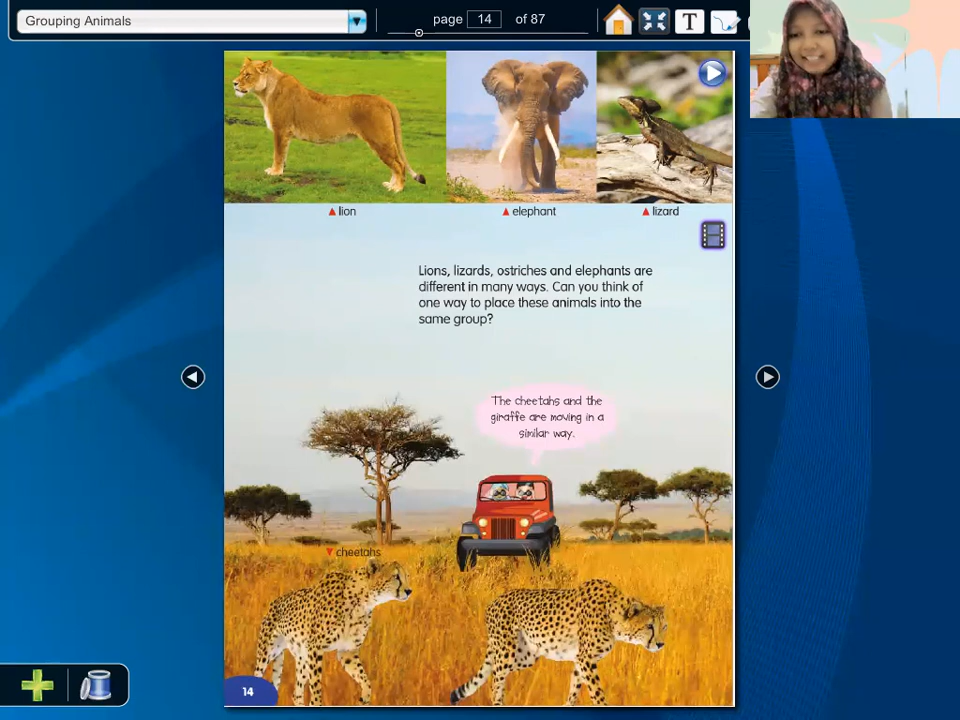 Grouping Animals
page 14 of 87
T
▲ lion
▲ elephant
▲ lizard
Lions, lizards, ostriches and elephants are
different in many ways. Can you think of
one way to place these animals into the
same group?
The cheetahs and the
giraffe are moving in a
similar way.
▼ cheetahs
14